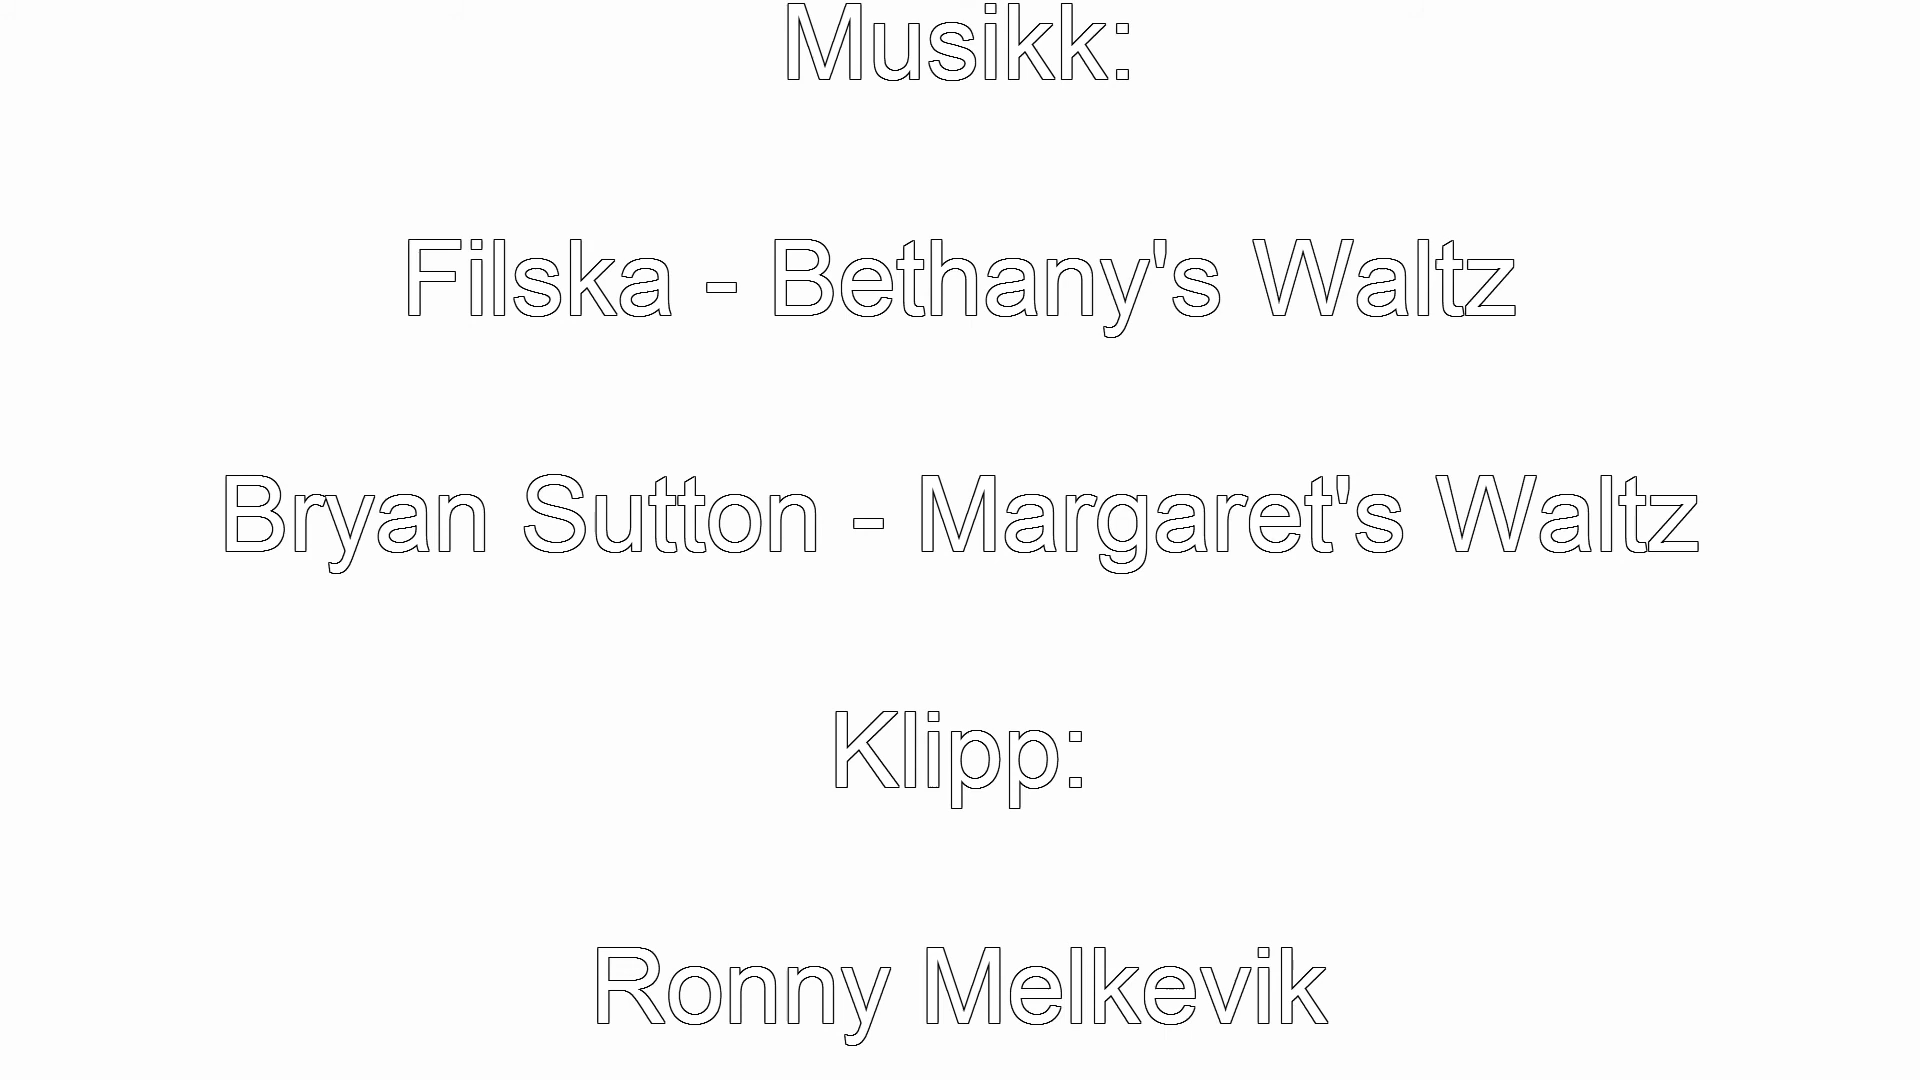 Musikk:
Filska - Bethany's Waltz
Bryan Sutton - Margaret's Waltz
Klipp:
Ronny Melkevik